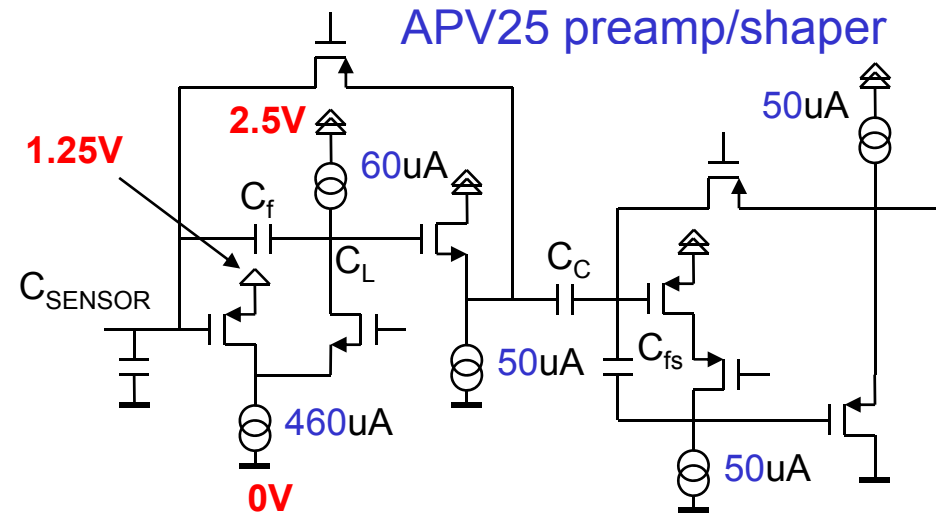 APV25 preamp/shaper
50uA
2.5V
1.25V
60uA
Cf
CL
CC
CSENSOR
Cfs
50uA
460uA
50uA
0V